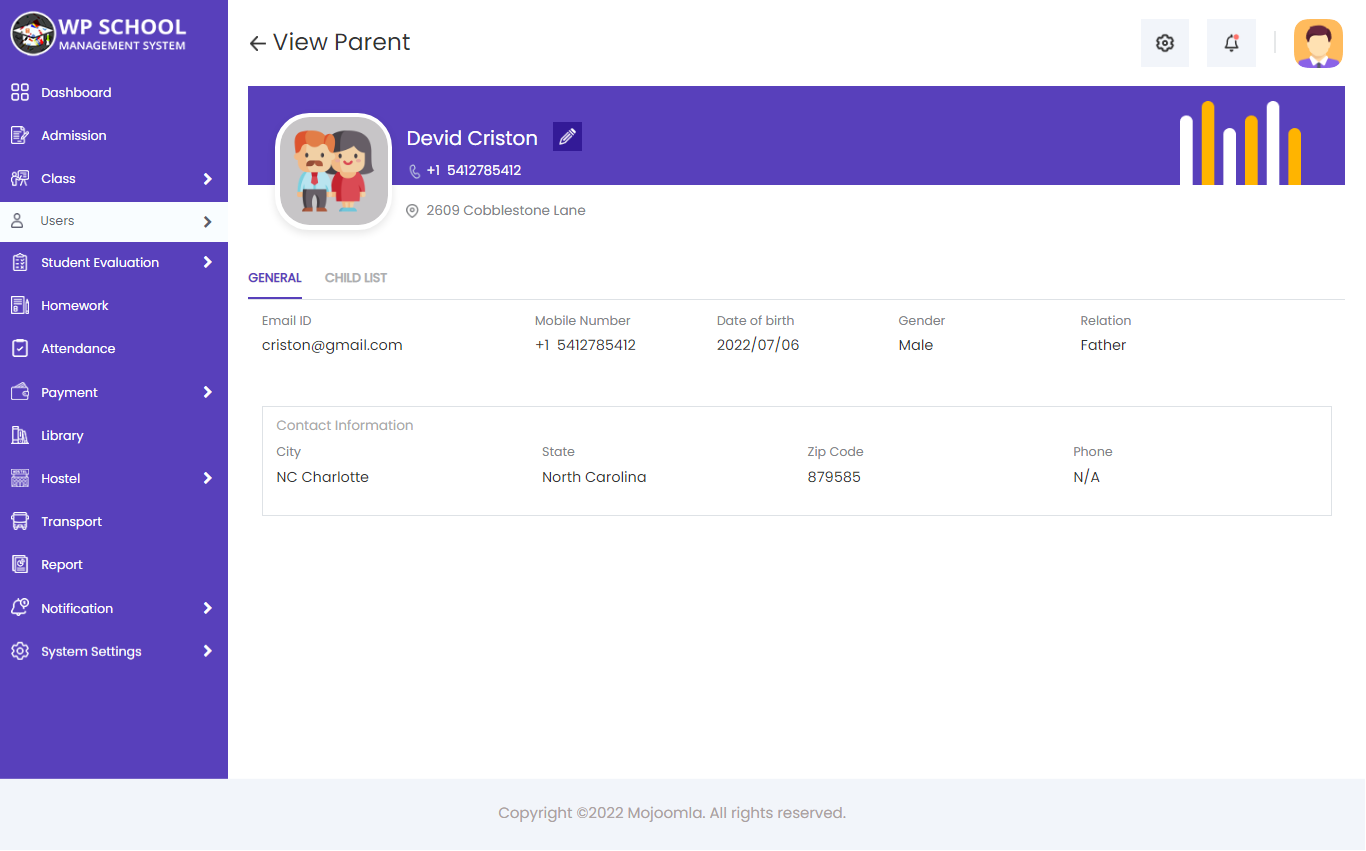 WP SCHOOL
MANAGEMENT SYSTEM
Dashboard
Admission
Class
Users
Student Evaluation
Homework
Attendance
Payment
Library
Hostel
Transport
Report
Notification
System Settings
View Parent
Devid Criston
+1 5412785412
2609 Cobblestone Lane
GENERAL CHILD LIST
Email ID Mobile Number Date of birth Gender Relation
criston@gmail.com +1 5412785412 2022/07/06 Male Father
Contact Information
City State Zip Code Phone
NC Charlotte North Carolina 879585 N/A
Copyright ©2022 Mojoomla. All rights reserved.